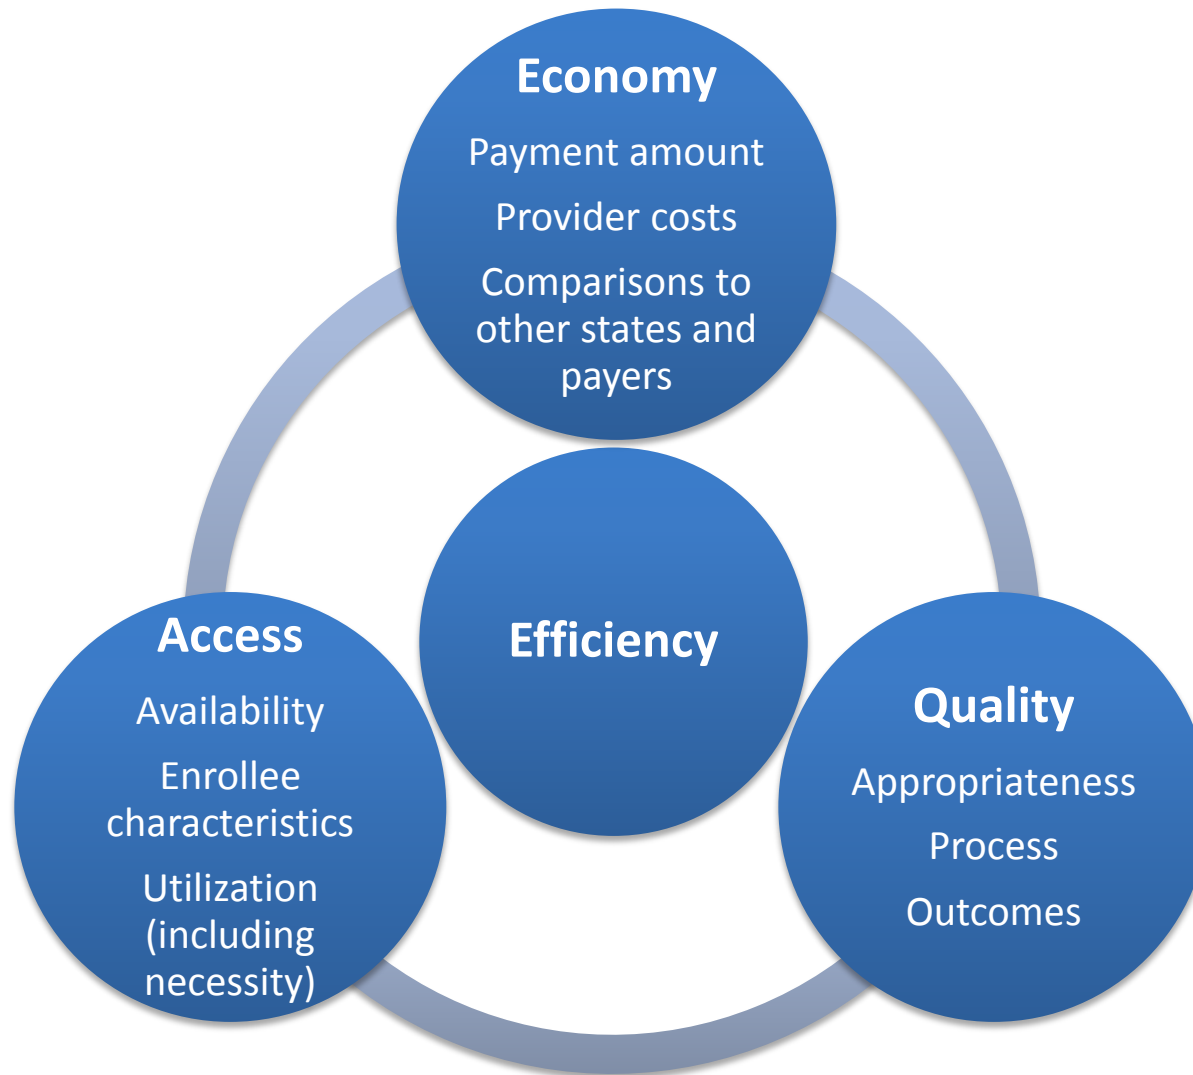 Economy
Payment amount
Provider costs
Comparisons to
other states and
payers
Efficiency
Access
Availability
Enrollee
characteristics
Utilization
(including
necessity)
Quality
Appropriateness
Process
Outcomes